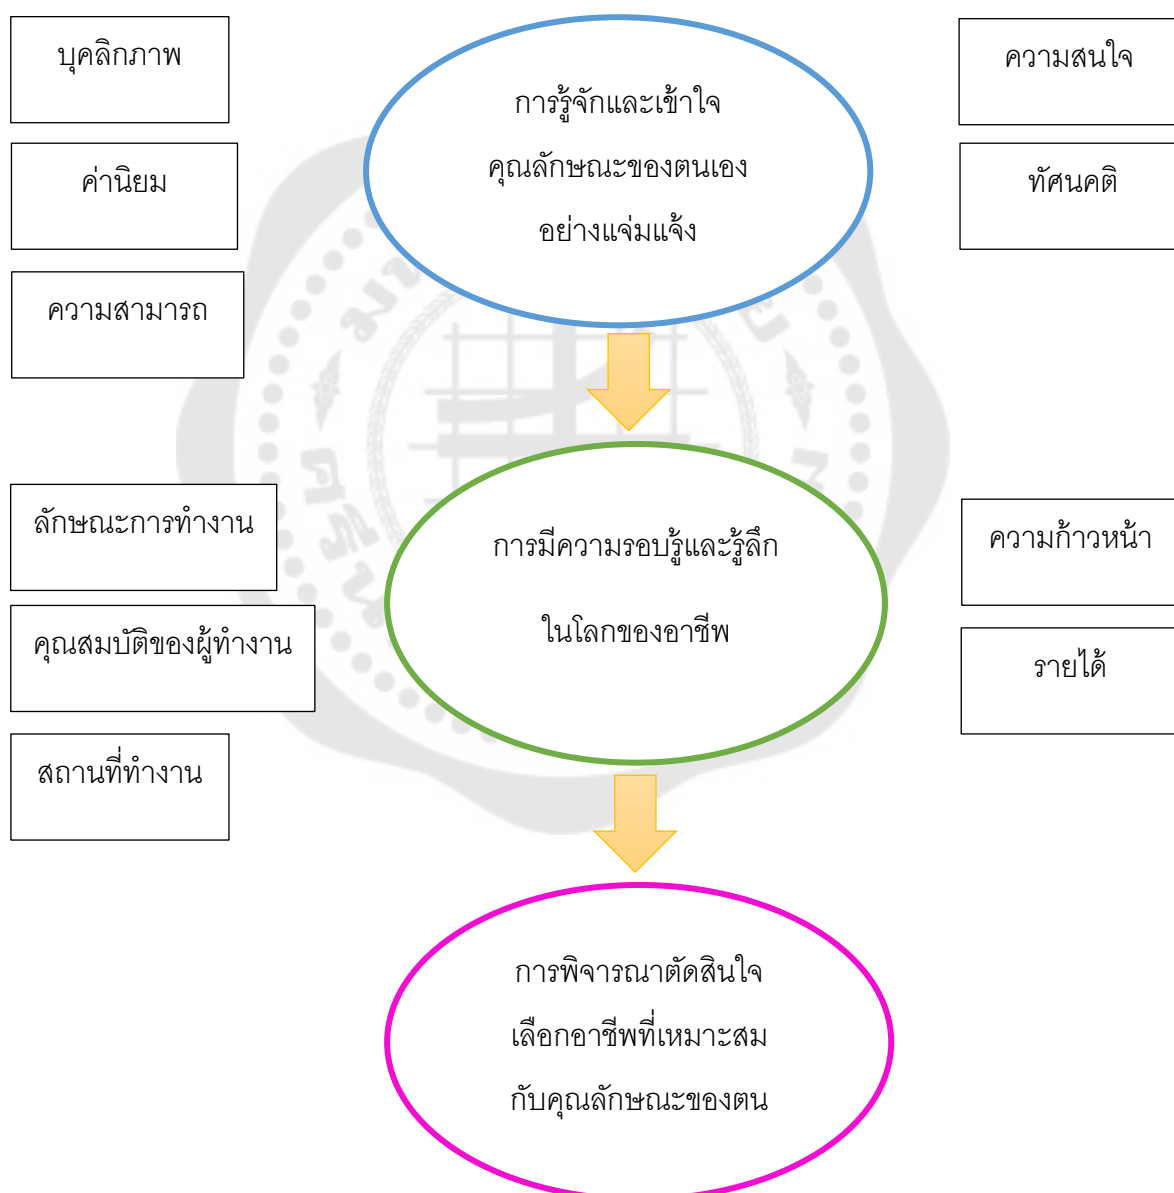 บุคลิกภาพ
ค่านิยม
ความสามารถ
การรู้จักและเข้าใจ
คุณลักษณะของตนเอง
อย่างแจ่มแจ้ง
ความสนใจ
ทัศนคติ
ลักษณะการทำงาน
คุณสมบัติของผู้ทำงาน
สถานที่ทำงาน
การมีความรอบรู้และรู้ลึก
ในโลกของอาชีพ
ความก้าวหน้า
รายได้
การพิจารณาตัดสินใจ
เลือกอาชีพที่เหมาะสม
กับคุณลักษณะของตน